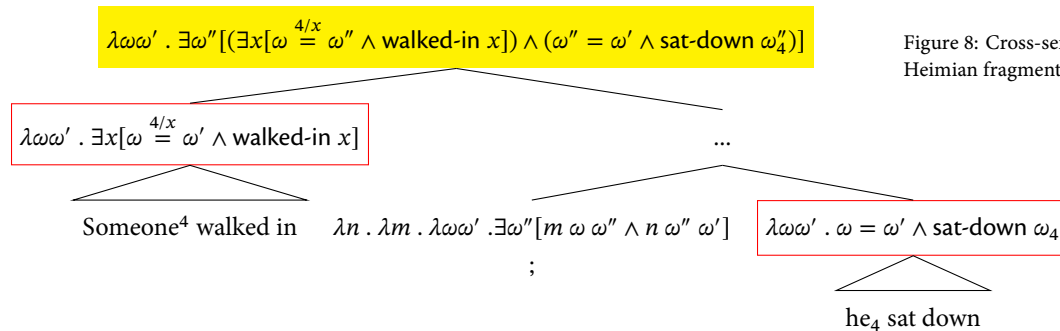 λωω′ . ∃ω″[(∃x[ω 4/x= ω″ ∧ walked-in x]) ∧ (ω″ = ω′ ∧ sat-down ω″₄)]
Figure 8: Cross-se
Heimian fragment
λωω′ . ∃x[ω 4/x= ω′ ∧ walked-in x]
...
Someone⁴ walked in
λn . λm . λωω′ .∃ω″[m ω ω″ ∧ n ω″ ω′]
λωω′ . ω = ω′ ∧ sat-down ω₄
;
he₄ sat down